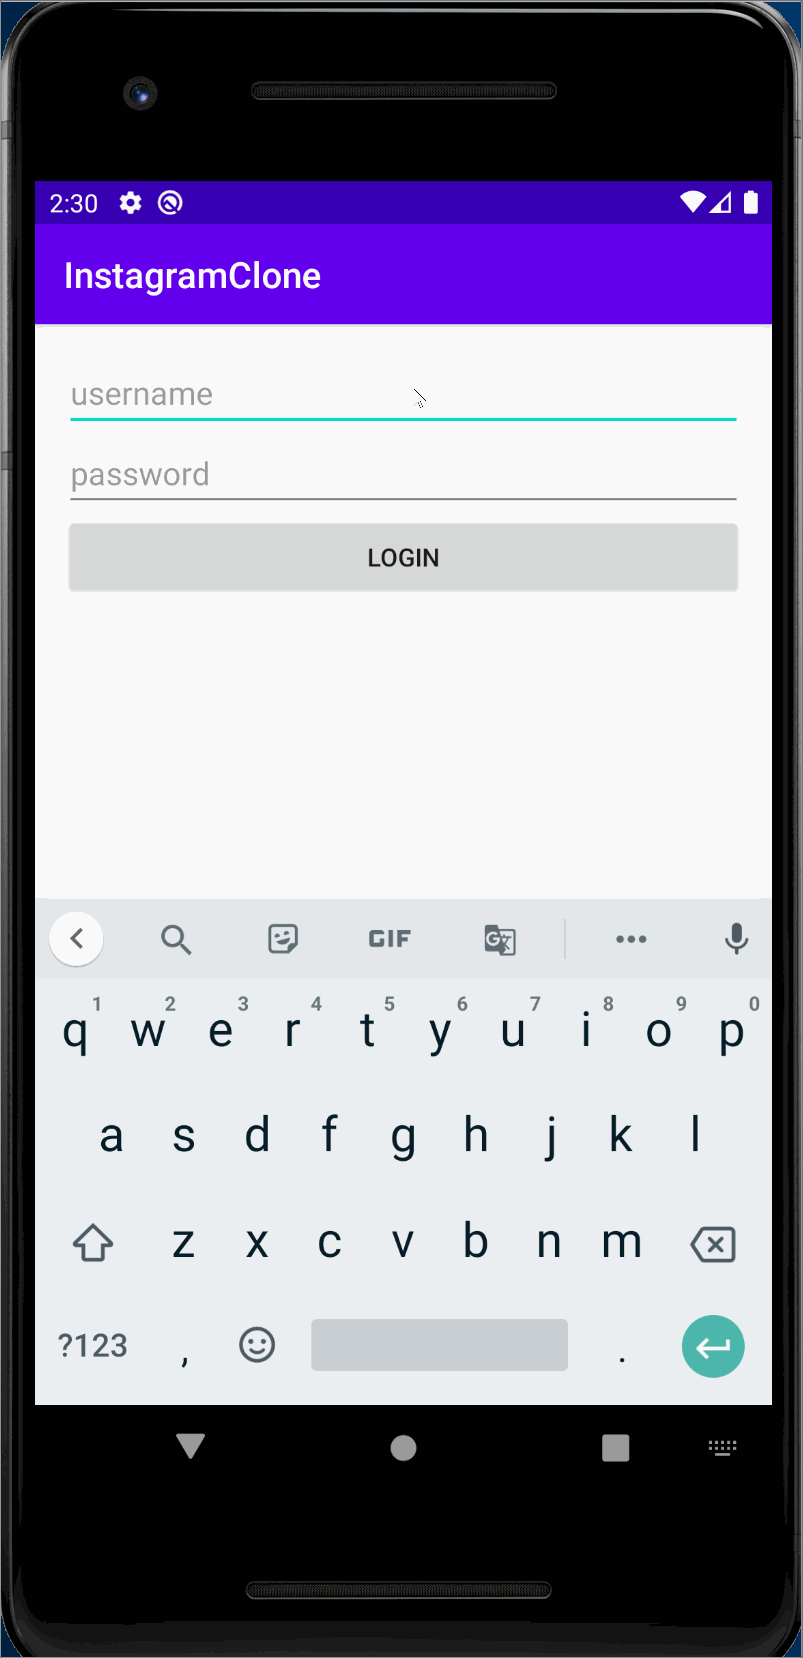 2:30
InstagramClone
username
password
LOGIN
GIF
G
1 2 3 4 5 6 7 8 9 0
q w e r t y u i o p
a s d f g h j k l
z x c v b n m
?123 , .